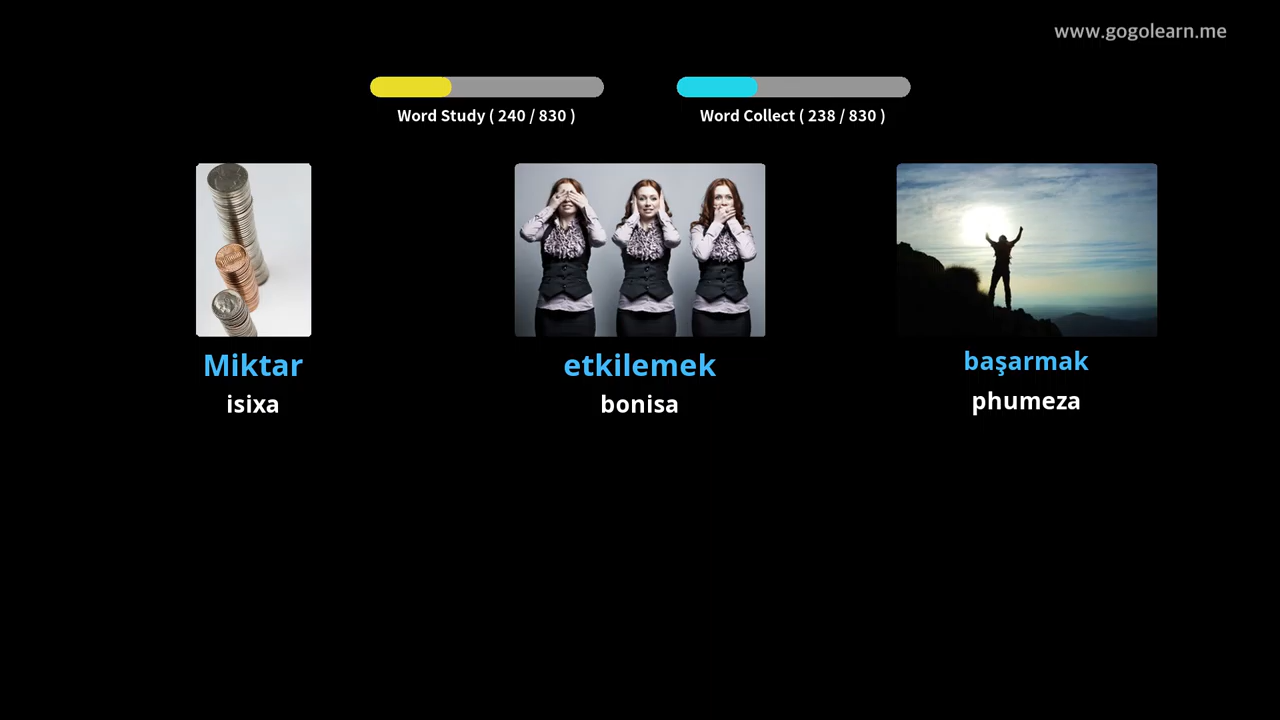 www.gogolearn.me
Word Study ( 240 / 830 )
Word Collect ( 238 / 830 )
Miktar
isixa
etkilemek
bonisa
başarmak
phumeza